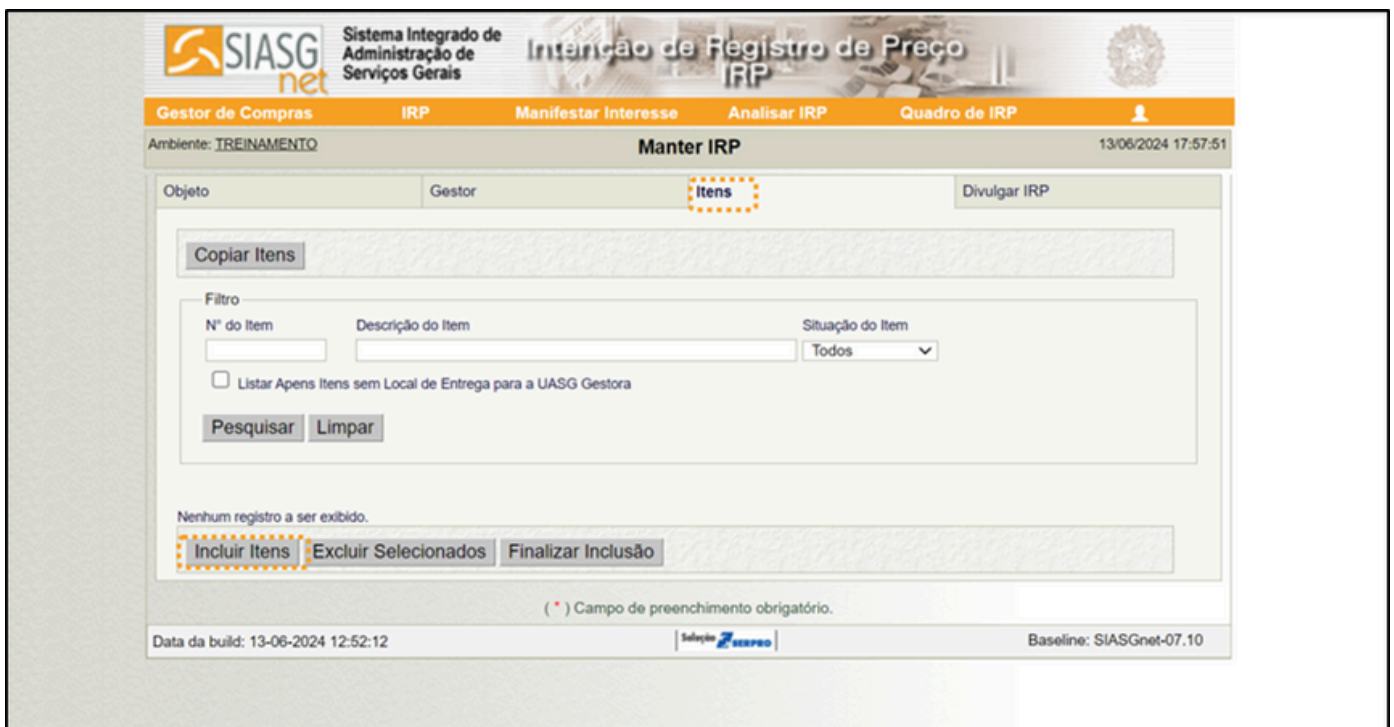 SIASG
net
Sistema Integrado de
Administração de
Serviços Gerais
Intenção de Registro de Preço
IRP
Gestor de Compras IRP Manifestar Interesse Analisar IRP Quadro de IRP
Ambiente: TREINAMENTO Manter IRP 13/06/2024 17:57:51
Objeto Gestor Itens Divulgar IRP
Copiar Itens
Filtro
N° do Item Descrição do Item Situação do Item
Todos
Listar Apens Itens sem Local de Entrega para a UASG Gestora
Pesquisar Limpar
Nenhum registro a ser exibido.
Incluir Itens Excluir Selecionados Finalizar Inclusão
( * ) Campo de preenchimento obrigatório.
Data da build: 13-06-2024 12:52:12 Solução SERPRO Baseline: SIASGnet-07.10